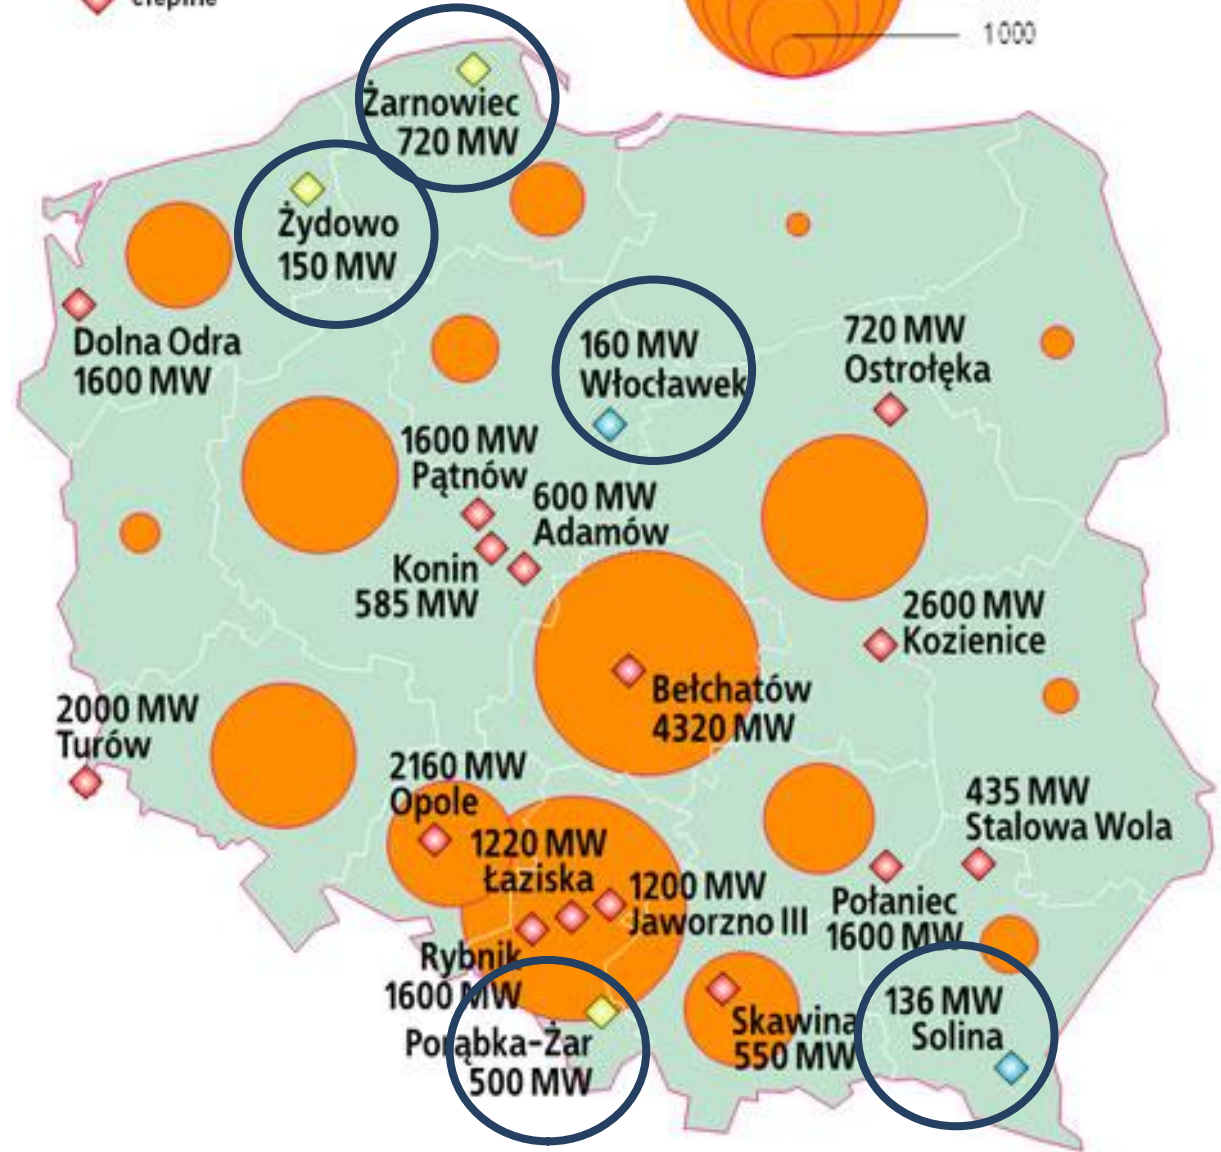 cieplne
1 000
Żarnowiec
720 MW
Żydowo
150 MW
Dolna Odra
1600 MW
160 MW
Włocławek
720 MW
Ostrołęka
1600 MW
Pątnów
600 MW
Adamów
Konin
585 MW
2600 MW
Kozienice
Bełchatów
4320 MW
2000 MW
Turów
2160 MW
Opole
1220 MW
Łaziska
1200 MW
Jaworzno III
435 MW
Stalowa Wola
Połaniec
1600 MW
Rybnik
1600 MW
Porąbka-Żar
500 MW
Skawina
550 MW
136 MW
Solina